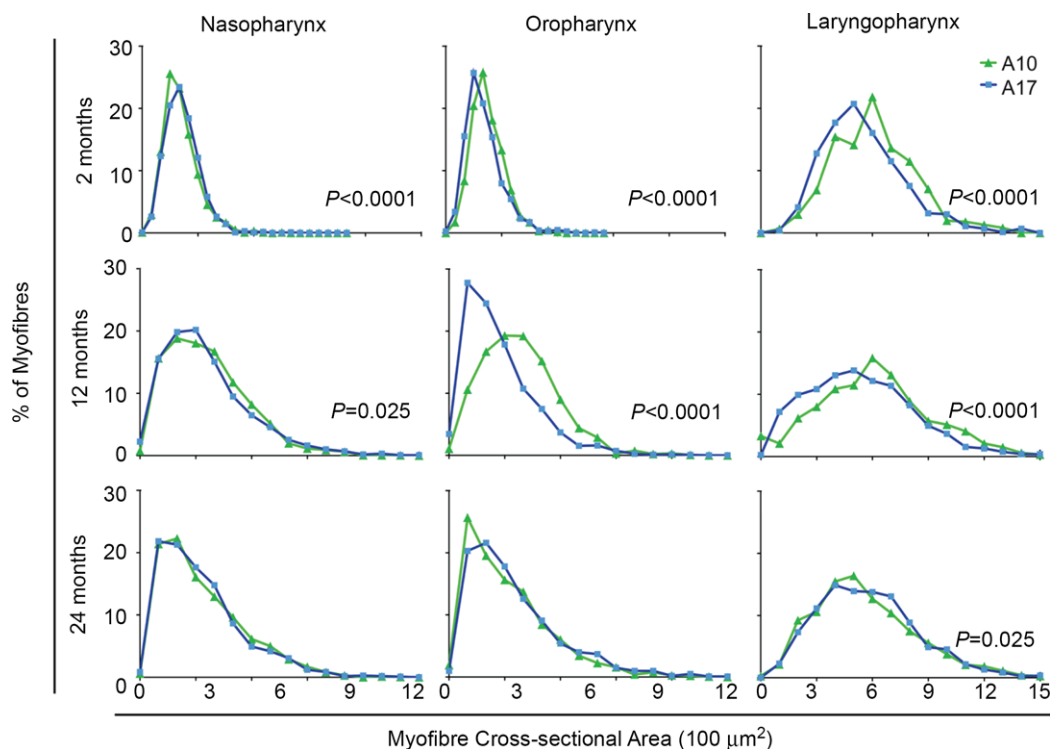 Nasopharynx
Oropharynx
Laryngopharynx
% of Myofibres
2 months
30
20
10
0
P<0.0001
P<0.0001
A10
A17
P<0.0001
12 months
30
20
10
0
P=0.025
P<0.0001
P<0.0001
24 months
30
20
10
0
P=0.025
0 3 6 9 12
0 3 6 9 12
0 3 6 9 12 15
Myofibre Cross-sectional Area (100 μm²)